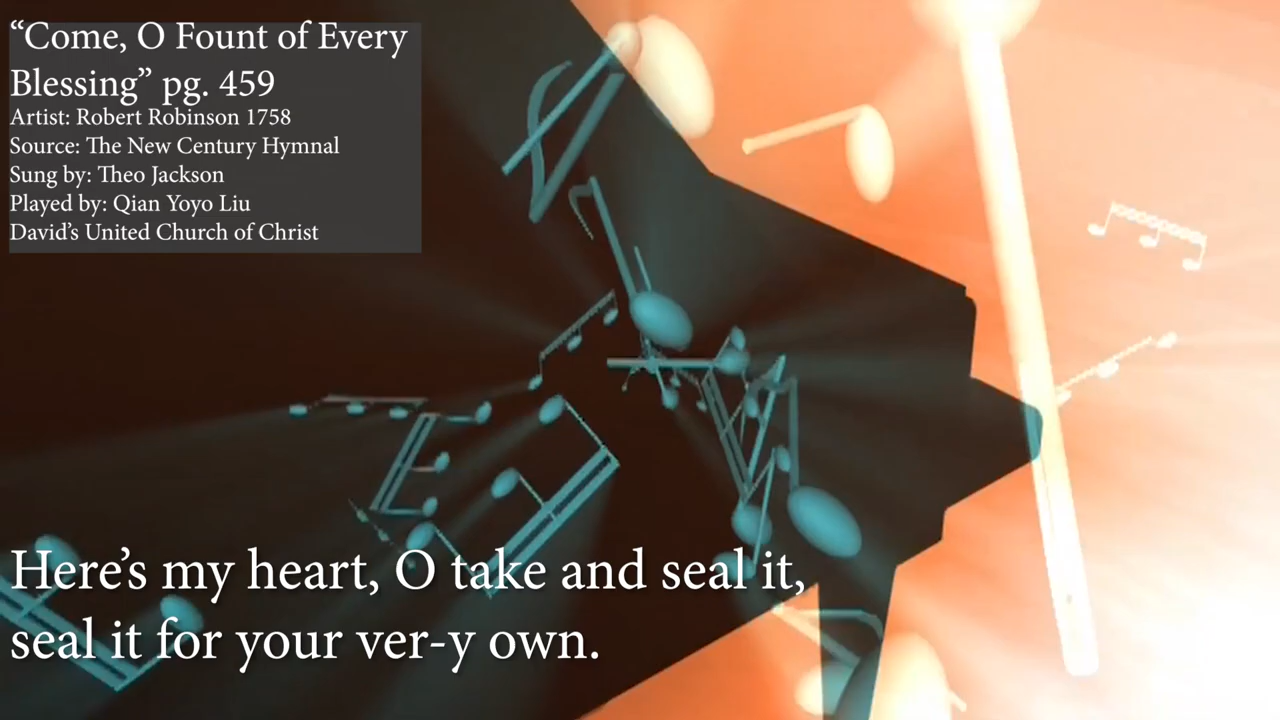 “Come, O Fount of Every
Blessing” pg. 459
Artist: Robert Robinson 1758
Source: The New Century Hymnal
Sung by: Theo Jackson
Played by: Qian Yoyo Liu
David’s United Church of Christ
Here’s my heart, O take and seal it,
seal it for your ver-y own.